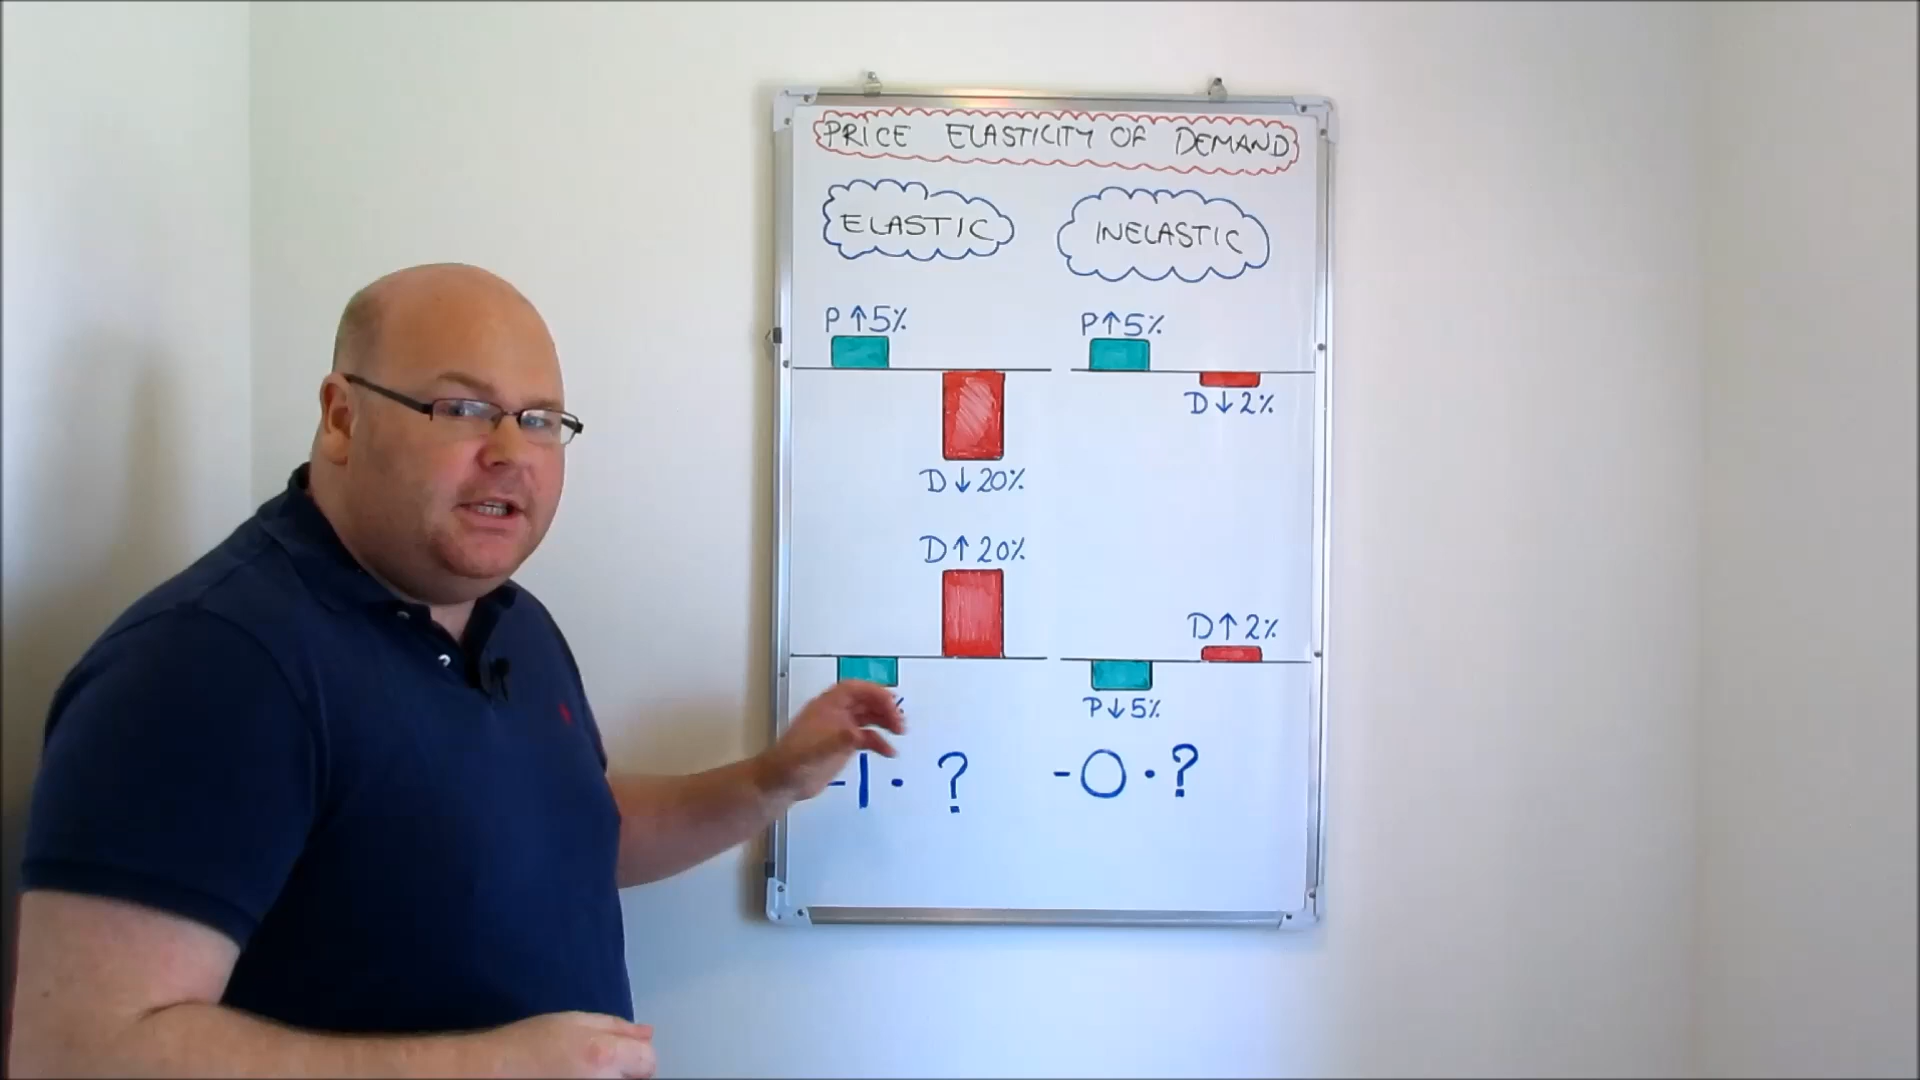 PRICE ELASTICITY OF DEMAND
ELASTIC
INELASTIC
P↑5%
P↑5%
D↓2%
D↓20%
D↑20%
D↑2%
%
P↓5%
-1.?
-0.?